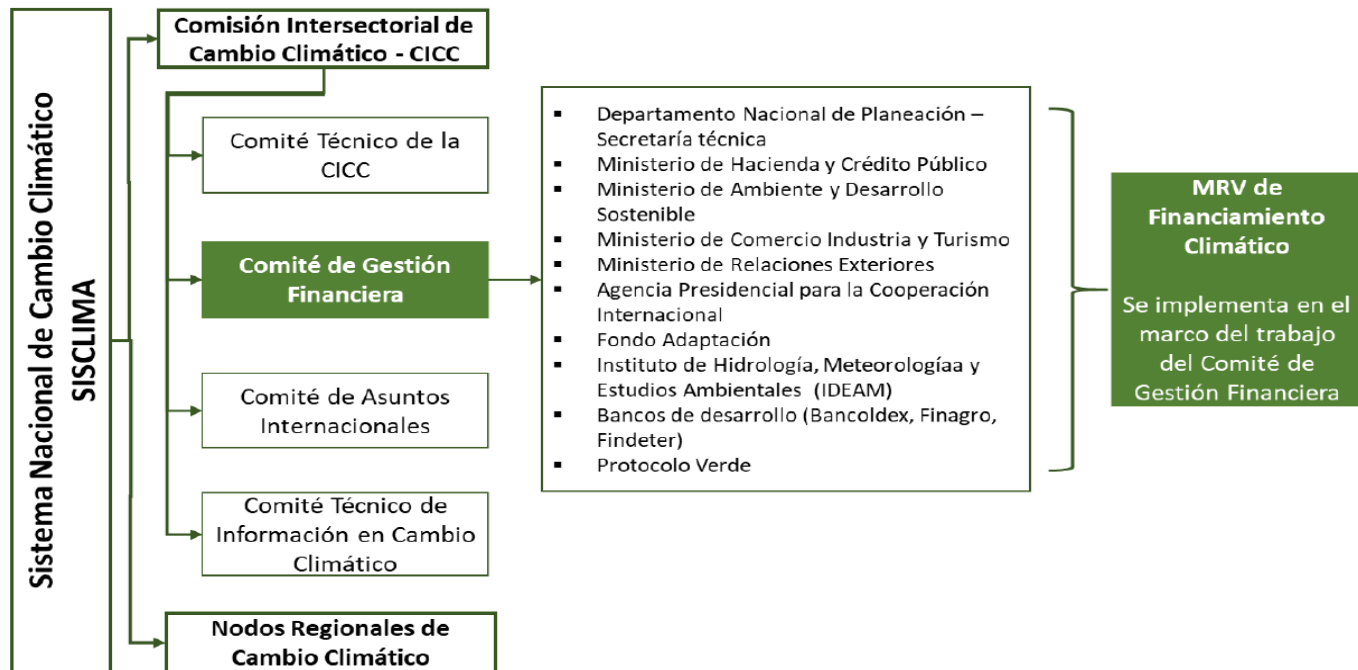 Sistema Nacional de Cambio Climático
SISCLIMA
Comisión Intersectorial de
Cambio Climático - CICC
Comité Técnico de la
CICC
Comité de Gestión
Financiera
Comité de Asuntos
Internacionales
Comité Técnico de
Información en Cambio
Climático
Nodos Regionales de
Cambio Climático
▪ Departamento Nacional de Planeación –
Secretaría técnica
▪ Ministerio de Hacienda y Crédito Público
▪ Ministerio de Ambiente y Desarrollo
Sostenible
▪ Ministerio de Comercio Industria y Turismo
▪ Ministerio de Relaciones Exteriores
▪ Agencia Presidencial para la Cooperación
Internacional
▪ Fondo Adaptación
▪ Instituto de Hidrología, Meteorologíaa y
Estudios Ambientales (IDEAM)
▪ Bancos de desarrollo (Bancoldex, Finagro,
Findeter)
▪ Protocolo Verde
MRV de
Financiamiento
Climático
Se implementa en el
marco del trabajo
del Comité de
Gestión Financiera